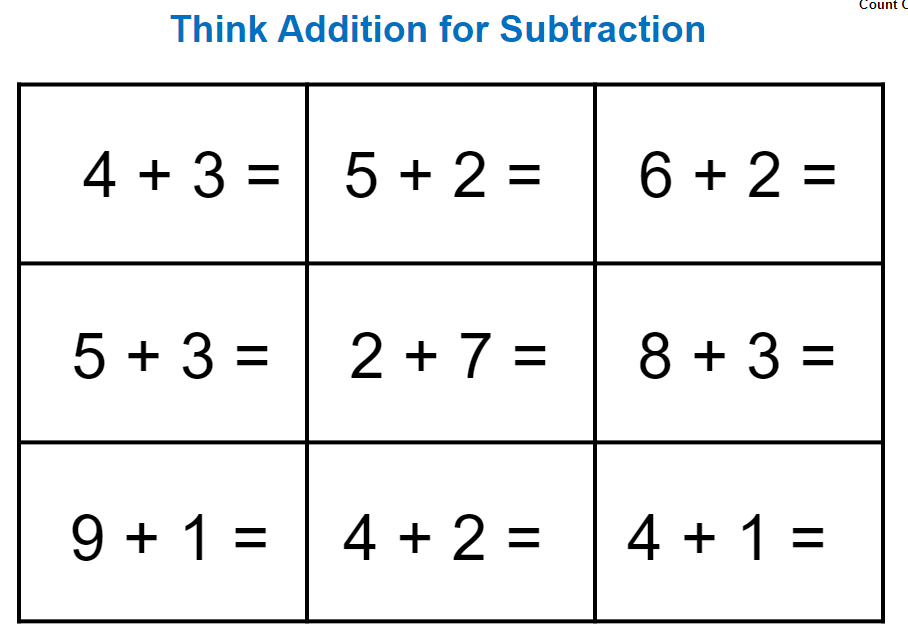 Count
Think Addition for Subtraction
4 + 3 = 5 + 2 = 6 + 2 =
5 + 3 = 2 + 7 = 8 + 3 =
9 + 1 = 4 + 2 = 4 + 1 =